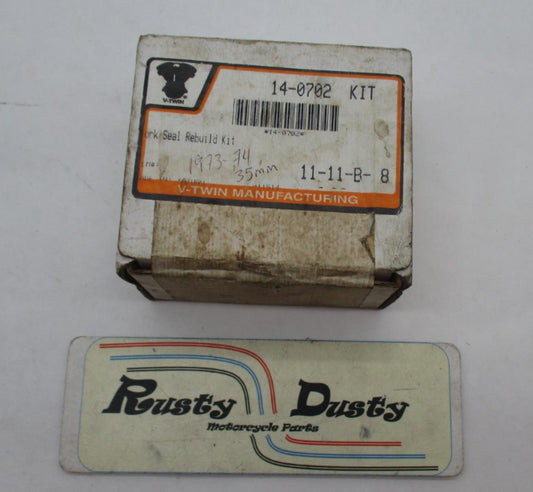 14-0702 KIT
V-TWIN
*14-0702*
ork Seal Rebuild Kit
1973-74
35mm
11-11-B- 8
V-TWIN MANUFACTURING
Rusty Dusty
Motorcycle Parts